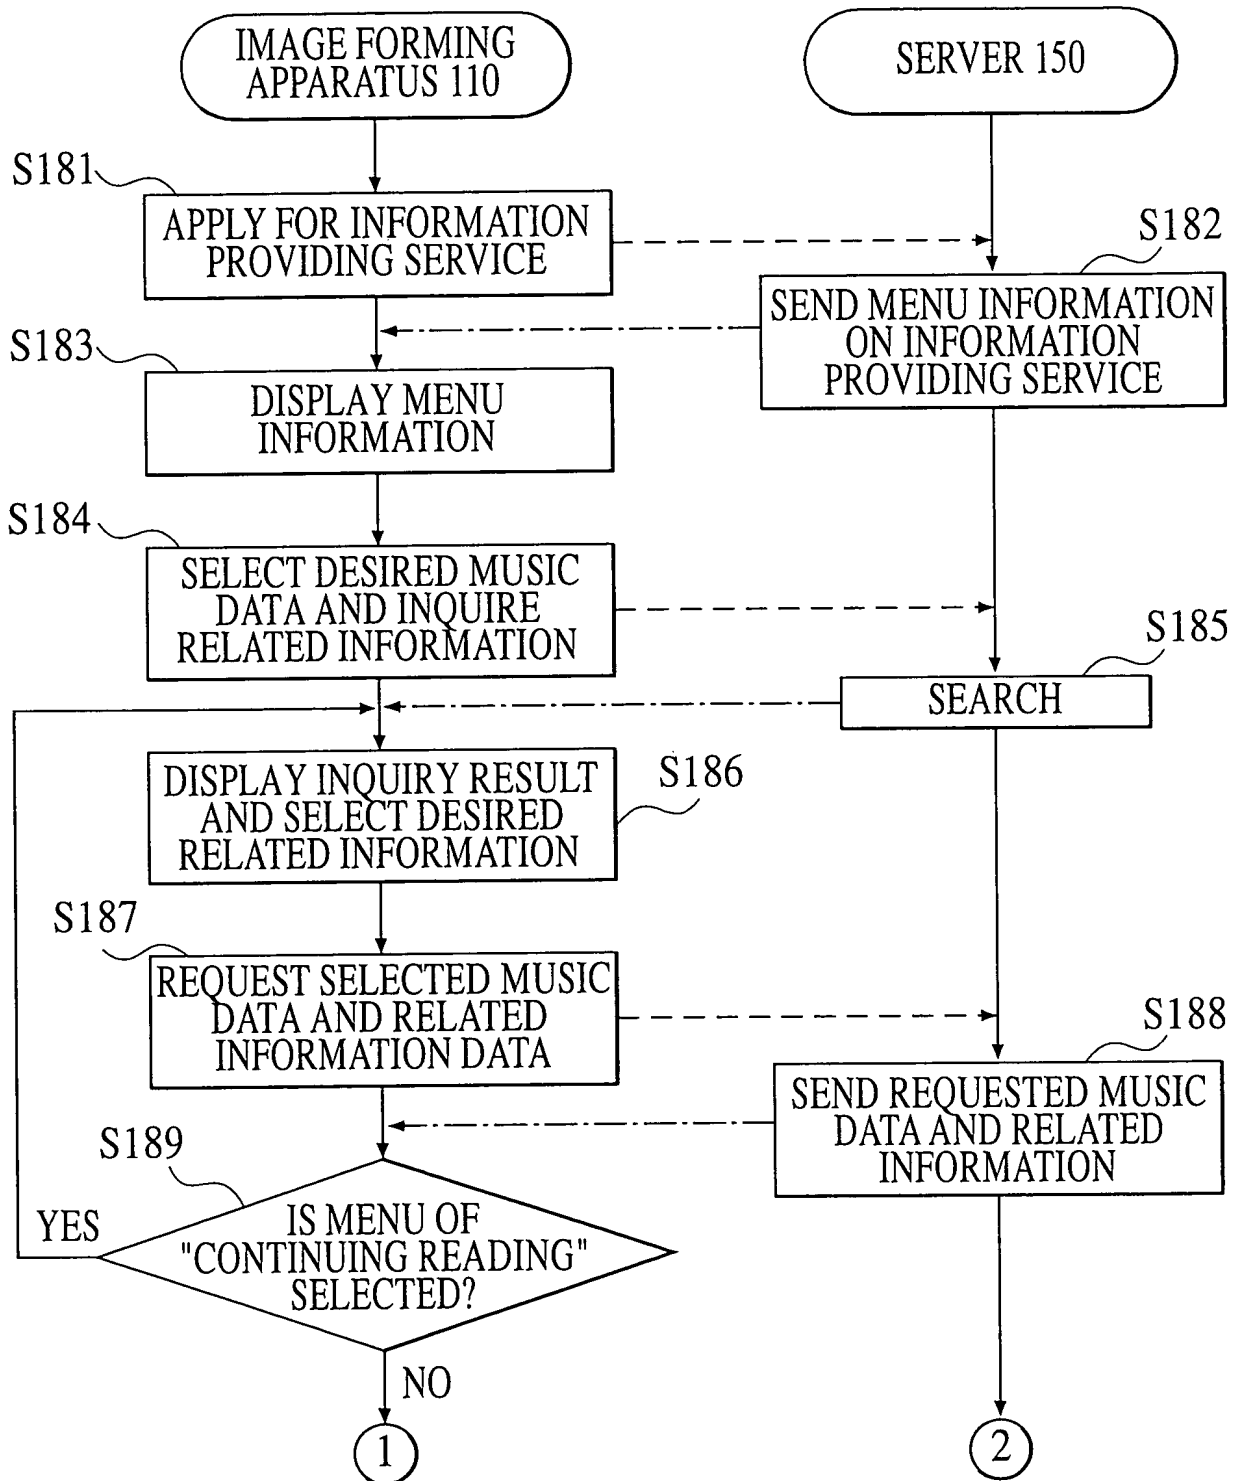 IMAGE FORMING
APPARATUS 110
SERVER 150
S181
APPLY FOR INFORMATION
PROVIDING SERVICE
S182
SEND MENU INFORMATION
ON INFORMATION
PROVIDING SERVICE
S183
DISPLAY MENU
INFORMATION
S184
SELECT DESIRED MUSIC
DATA AND INQUIRE
RELATED INFORMATION
S185
SEARCH
DISPLAY INQUIRY RESULT
AND SELECT DESIRED
RELATED INFORMATION
S186
S187
REQUEST SELECTED MUSIC
DATA AND RELATED
INFORMATION DATA
S188
SEND REQUESTED MUSIC
DATA AND RELATED
INFORMATION
S189
YES
IS MENU OF
"CONTINUING READING"
SELECTED?
NO
1
2